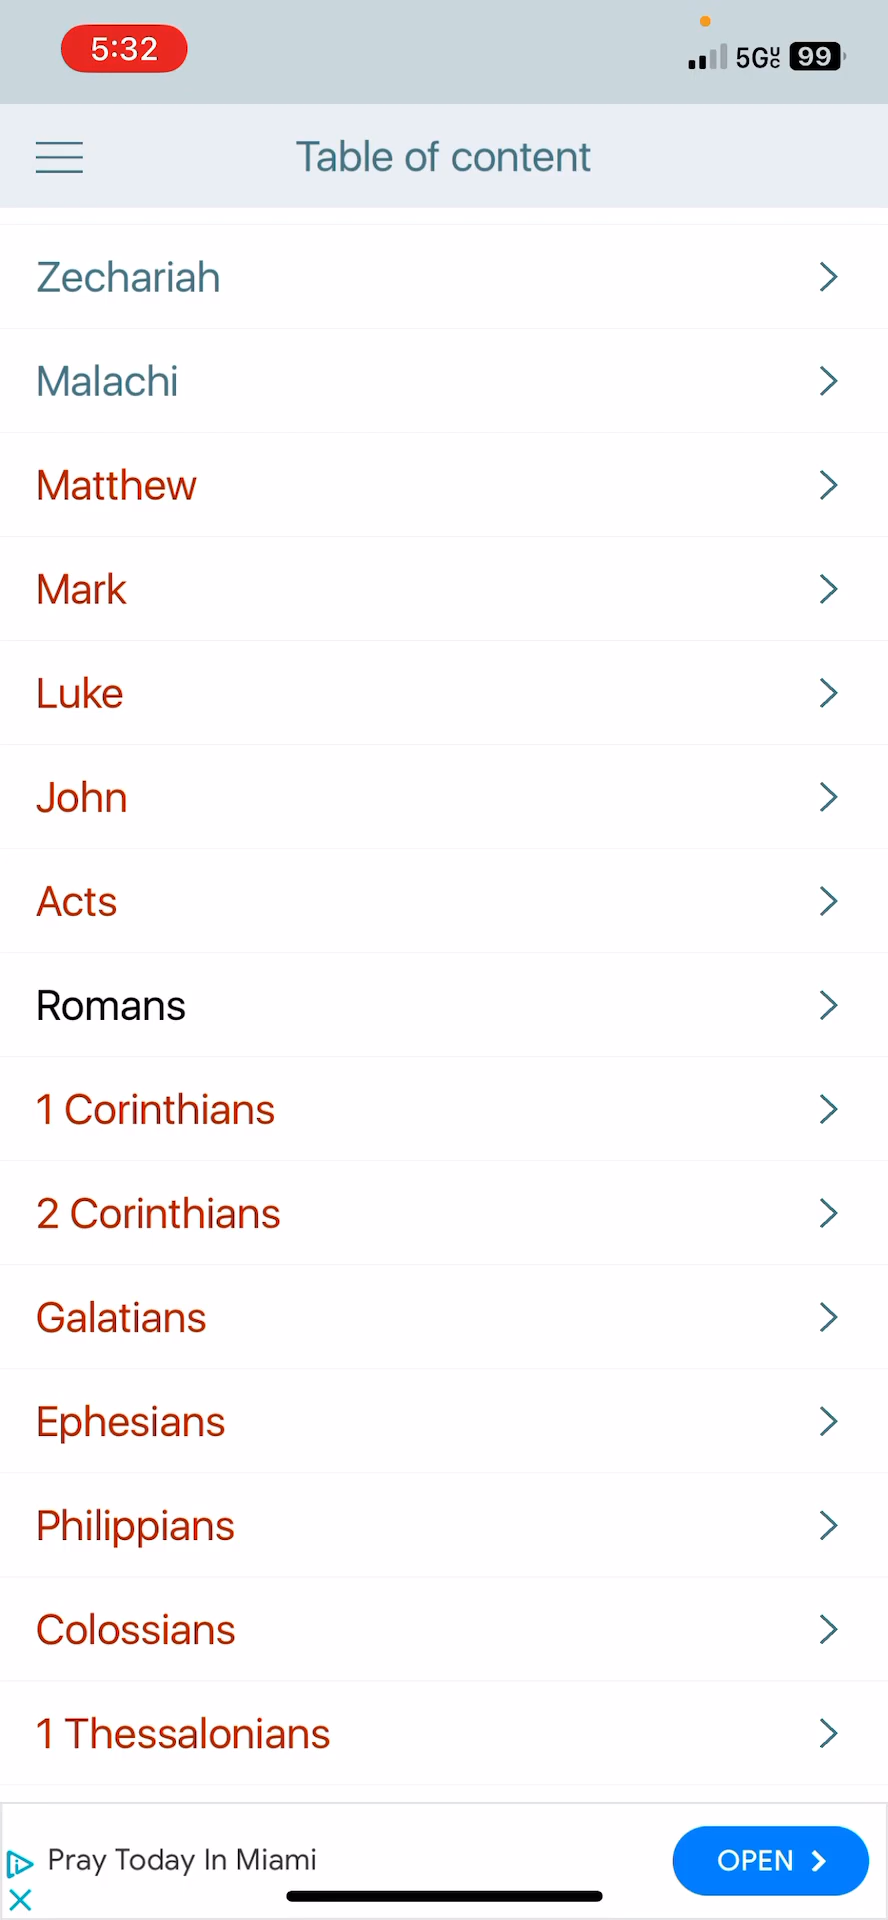 5:32
5G UC 99
Table of content
Zechariah
Malachi
Matthew
Mark
Luke
John
Acts
Romans
1 Corinthians
2 Corinthians
Galatians
Ephesians
Philippians
Colossians
1 Thessalonians
Pray Today In Miami
OPEN